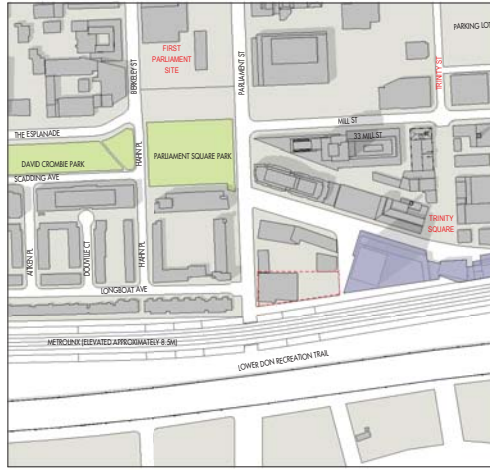 PARKING LOT
FIRST
PARLIAMENT
SITE
BERKELEY ST
PARLIAMENT ST
TRINITY ST
MILL ST
THE ESPLANADE
33 MILL ST
HAHN PL
PARLIAMENT SQUARE PARK
DAVID CROMBIE PARK
SCADDING AVE
TRINITY
SQUARE
AITKEN PL
DOUVILLE CT
HAHN PL
LONGBOAT AVE
METROLINX (ELEVATED APPROXIMATELY 8.5M)
LOWER DON RECREATION TRAIL